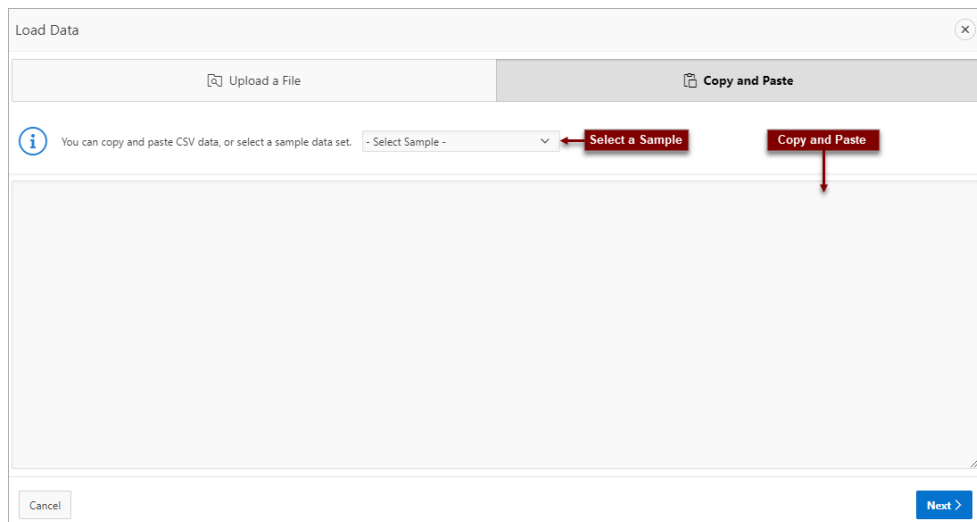 Load Data
Upload a File
Copy and Paste
You can copy and paste CSV data, or select a sample data set.
- Select Sample -
Select a Sample
Copy and Paste
Cancel
Next